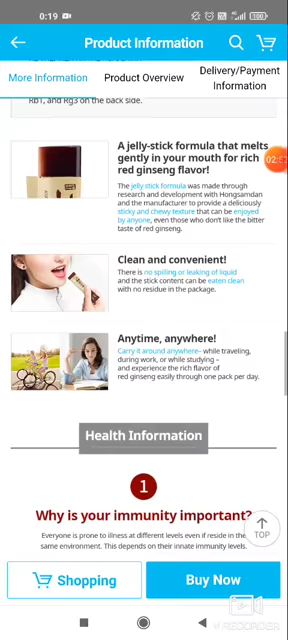 0:19
4G
100
Product Information
More Information
Product Overview
Delivery/Payment
Information
Rb1, and Rg3 on the back side.
A jelly-stick formula that melts
gently in your mouth for rich
red ginseng flavor!
The jelly stick formula was made through
research and development with Hongsamdan
and the manufacturer to provide a deliciously
sticky and chewy texture that can be enjoyed
by anyone, even those who don't like the bitter
taste of red ginseng.
Clean and convenient!
There is no spilling or leaking of liquid
and the stick content can be eaten clean
with no residue in the package.
Anytime, anywhere!
Carry it around anywhere– while traveling,
during work, or while studying –
and experience the rich flavor of
red ginseng easily through one pack per day.
Health Information
1
Why is your immunity important?
Everyone is prone to illness at different levels even if reside in the
same environment. This depends on their innate immunity levels.
TOP
Shopping
Buy Now
RECORDER